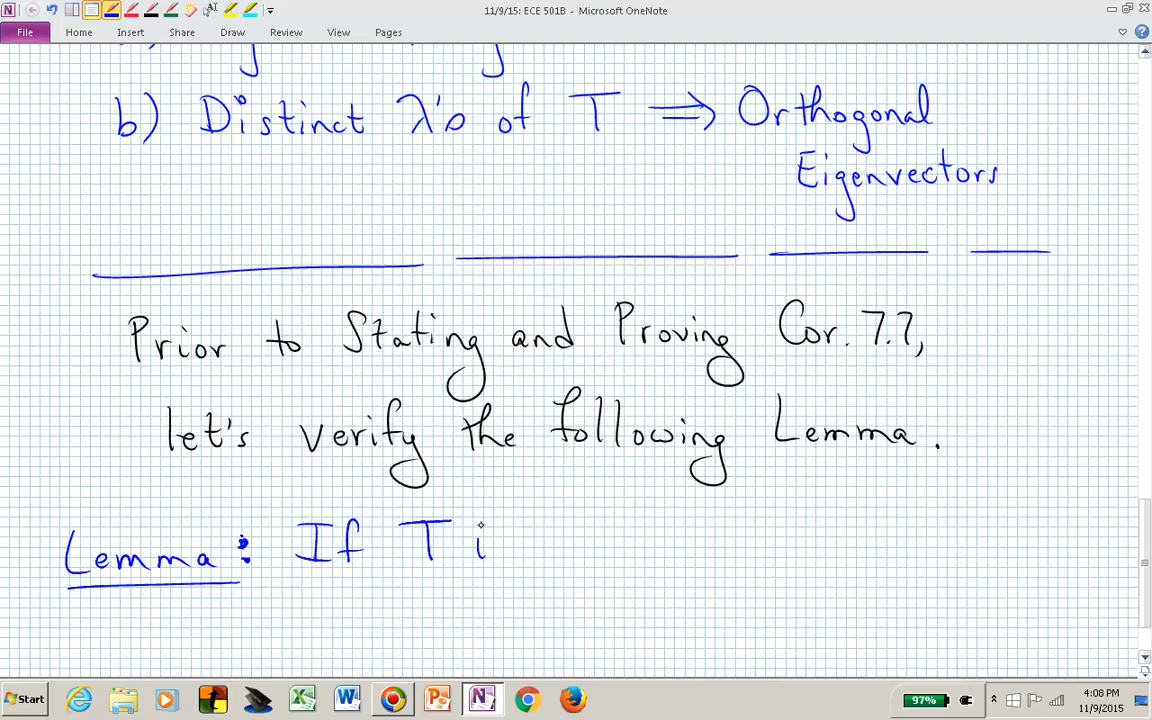 11/9/15: ECE 501B - Microsoft OneNote
File Home Insert Share Draw Review View Pages
b) Distinct λ's of T ⟹ Orthogonal
Eigenvectors
Prior to Stating and Proving Cor. 7.7,
let's verify the following Lemma.
Lemma: If T i
Start
97%
4:08 PM
11/9/2015